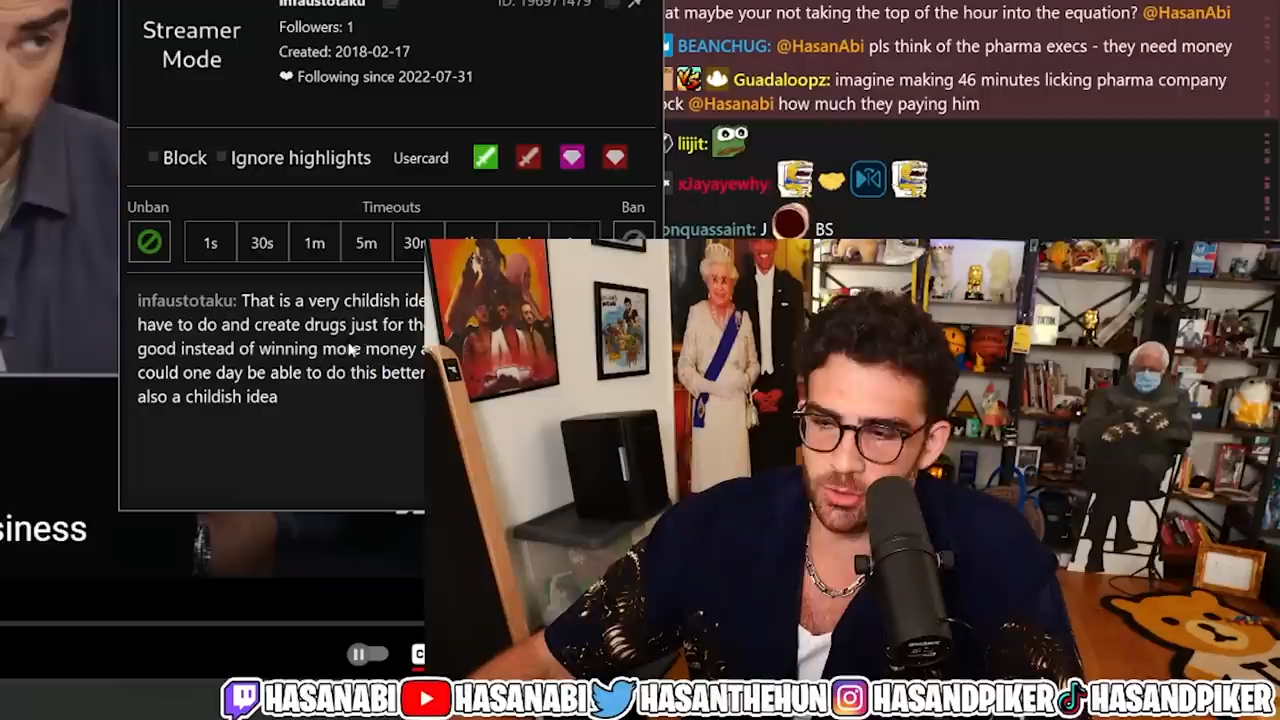 Streamer
Mode
infaustotaku
ID: 196971479
Followers: 1
Created: 2018-02-17
❤ Following since 2022-07-31
Block Ignore highlights Usercard
Unban Timeouts Ban
1s 30s 1m 5m
infaustotaku: That is a very childish
have to do and create drugs just for
good instead of winning more money
could one day be able to do this better
also a childish idea
siness
at maybe your not taking the top of the hour into the equation? @HasanAbi
BEANCHUG: @HasanAbi pls think of the pharma execs - they need money
Guadaloopz: imagine making 46 minutes licking pharma company
@Hasanabi how much they paying him
liijit:
xJayayewhy:
onquassaint: J BS
HASANABI HASANABI HASANTHEHUN HASANDPIKER HASANDPIKER